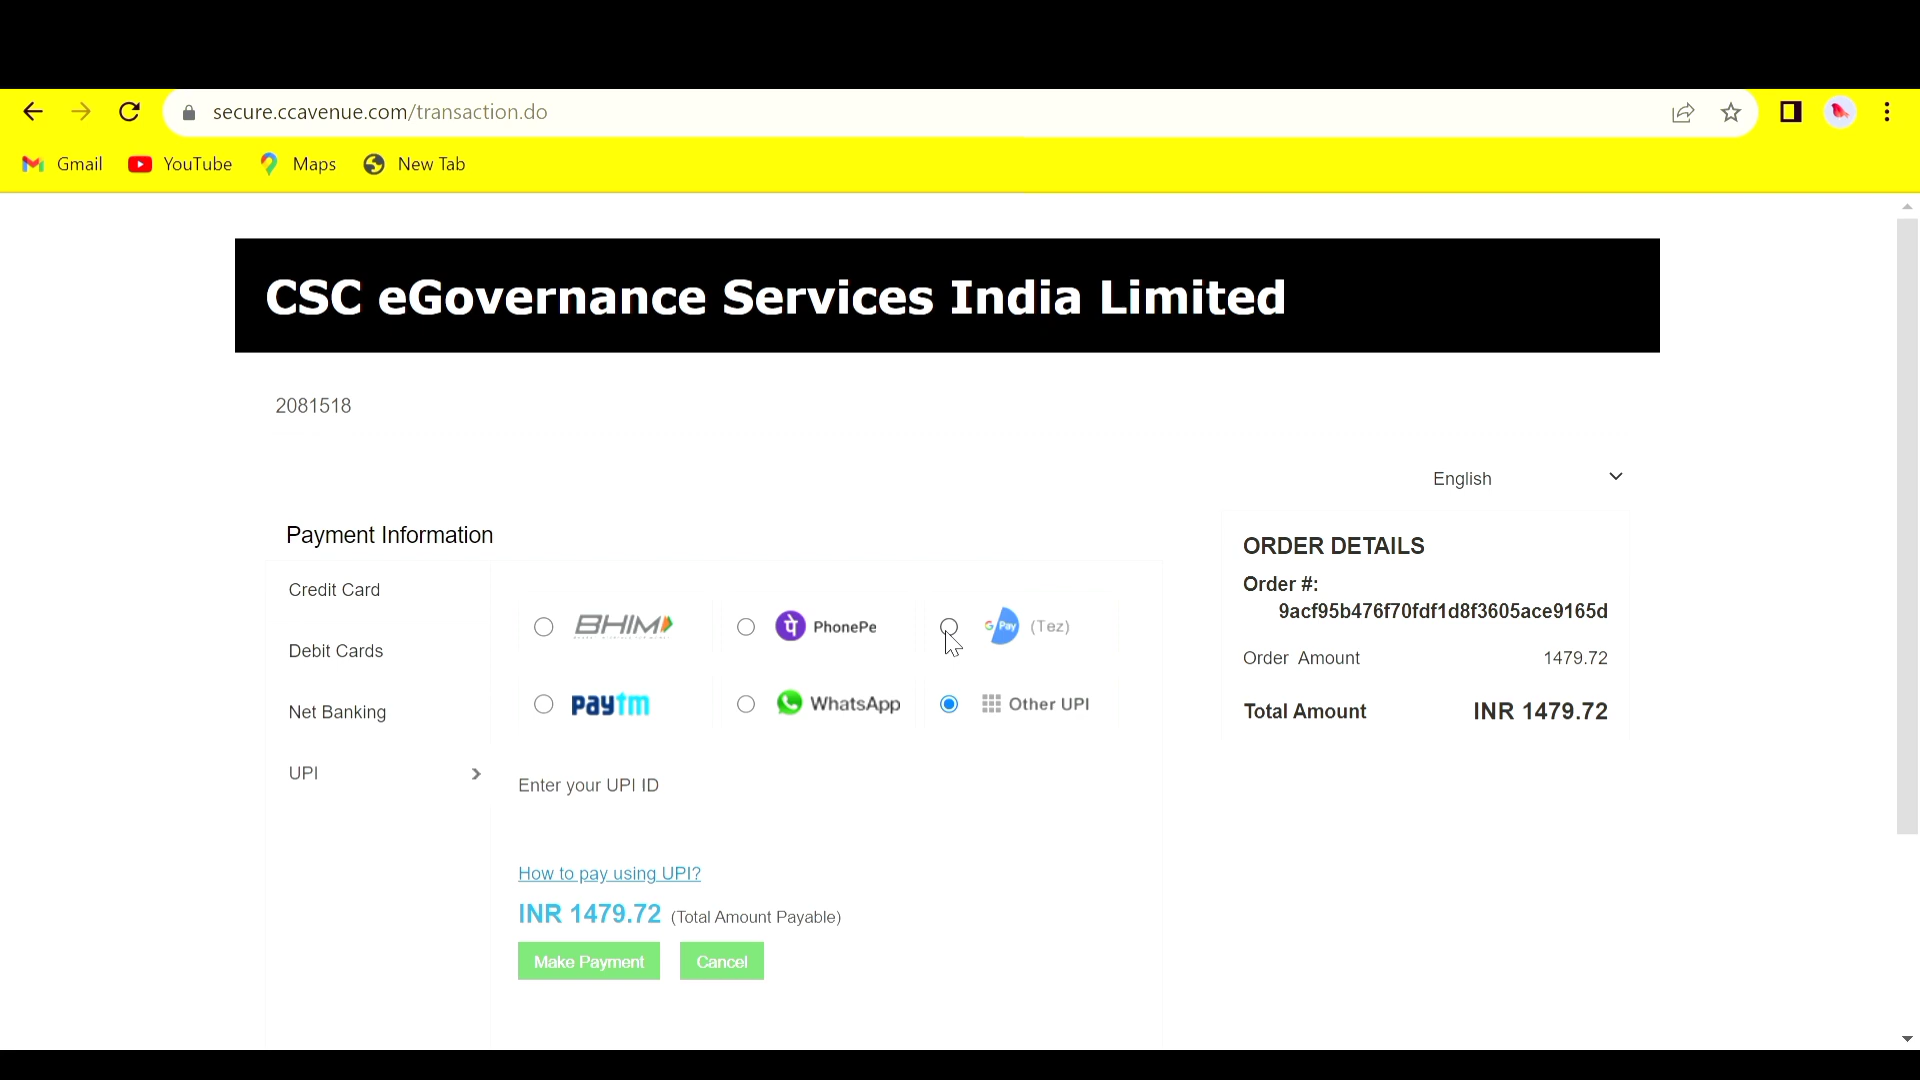 secure.ccavenue.com/transaction.do
Gmail YouTube Maps New Tab
CSC eGovernance Services India Limited
2081518
English
Payment Information
Credit Card
Debit Cards
Net Banking
UPI
BHIM PhonePe G Pay (Tez)
paytm WhatsApp Other UPI
Enter your UPI ID
How to pay using UPI?
INR 1479.72 (Total Amount Payable)
Make Payment Cancel
ORDER DETAILS
Order #:
9acf95b476f70fdf1d8f3605ace9165d
Order Amount 1479.72
Total Amount INR 1479.72